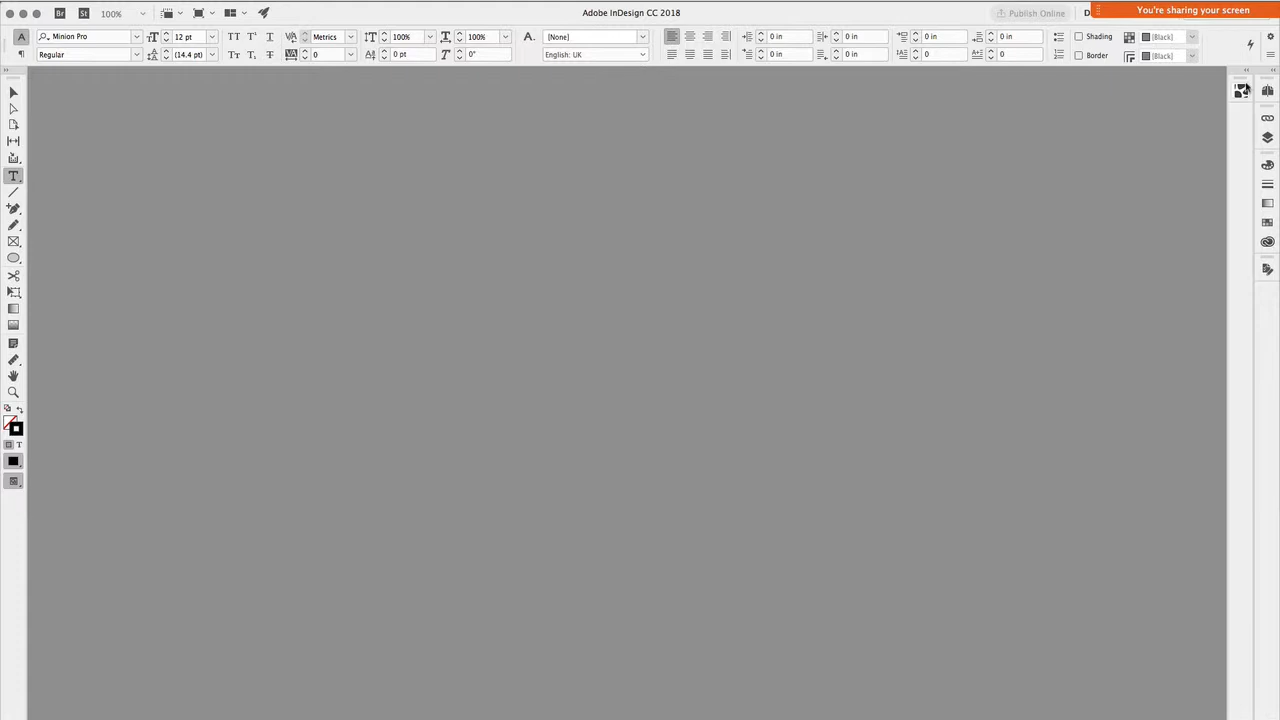 You're sharing your screen
Br St 100% Adobe InDesign CC 2018 Publish Online
A Minion Pro 12 pt Metrics 100% 100% A. [None] 0 in 0 in 0 in 0 in Shading [Black]
¶ Regular (14.4 pt) 0 0 pt 0° English: UK 0 in 0 in 0 0 Border [Black]